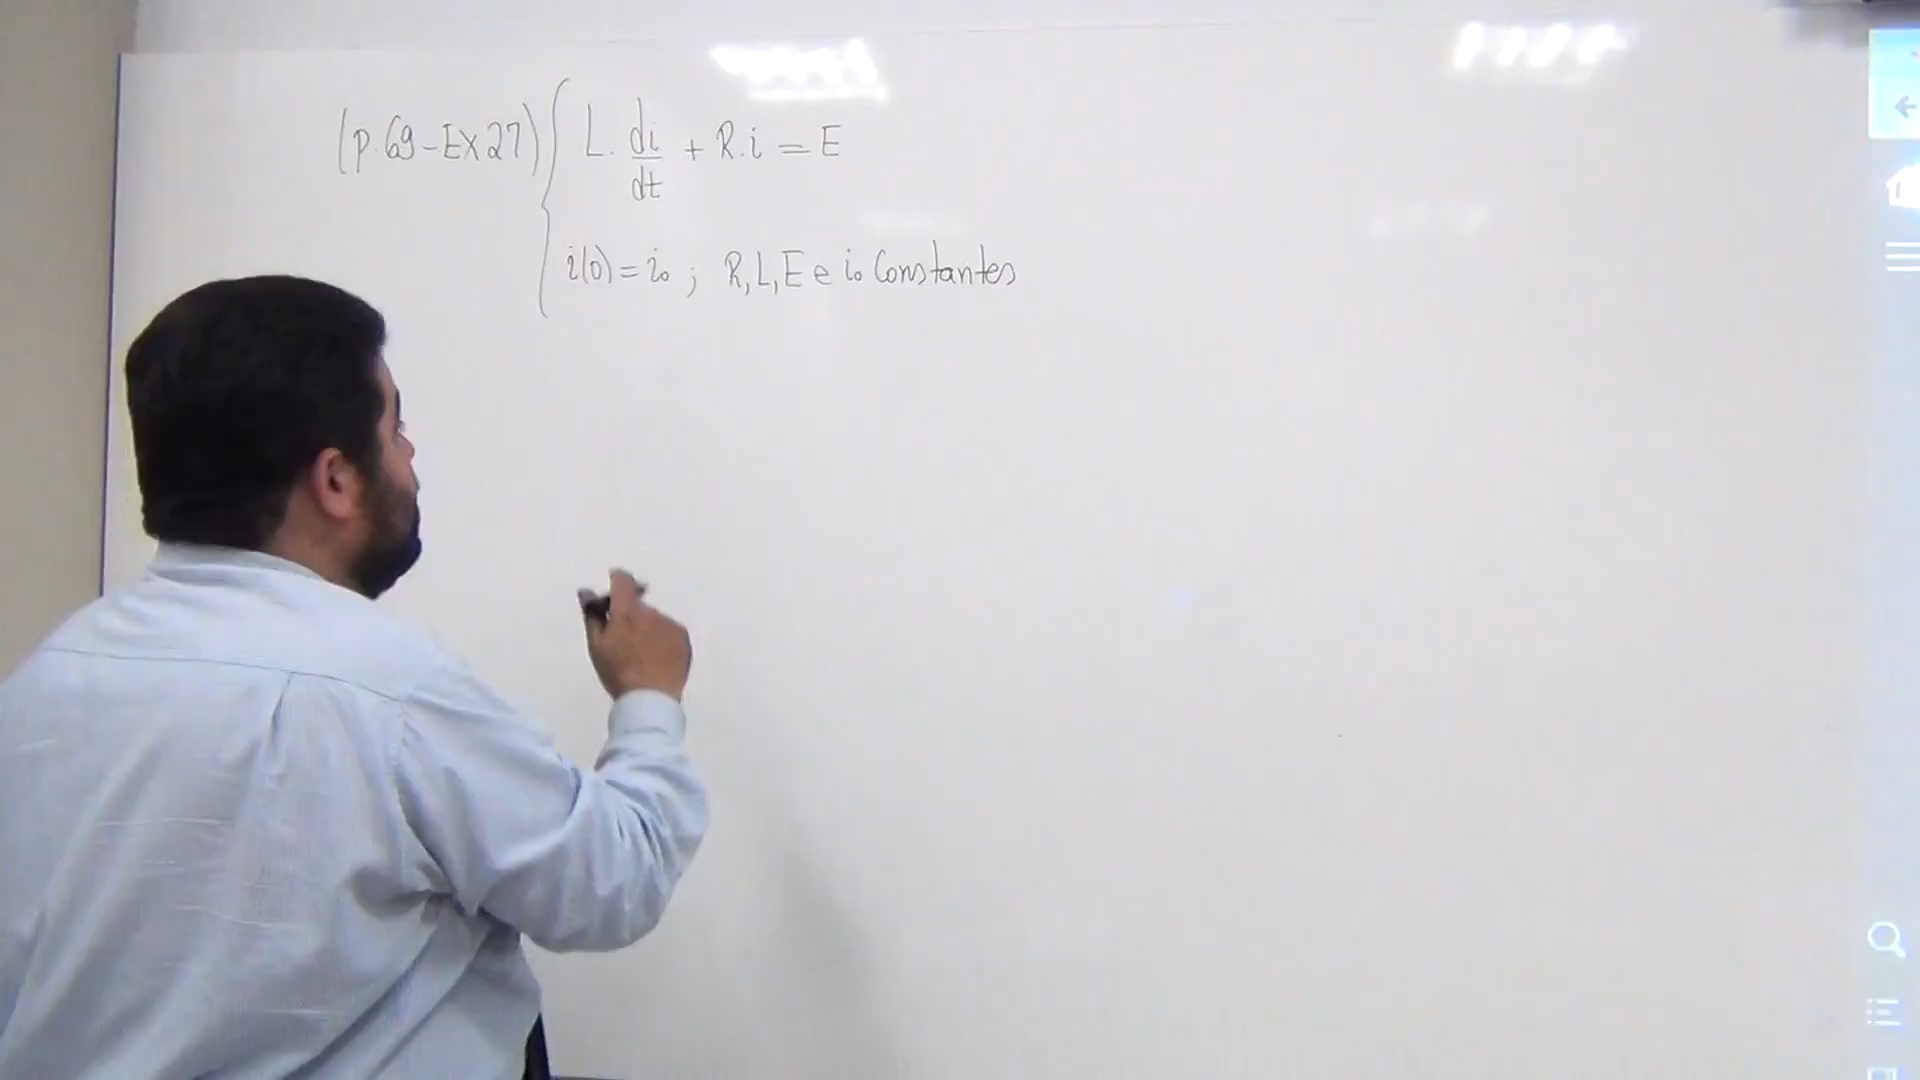 (p.69-EX27) { L. di/dt + R.i = E
i(0) = i₀ ; R, L, E e i₀ Constantes